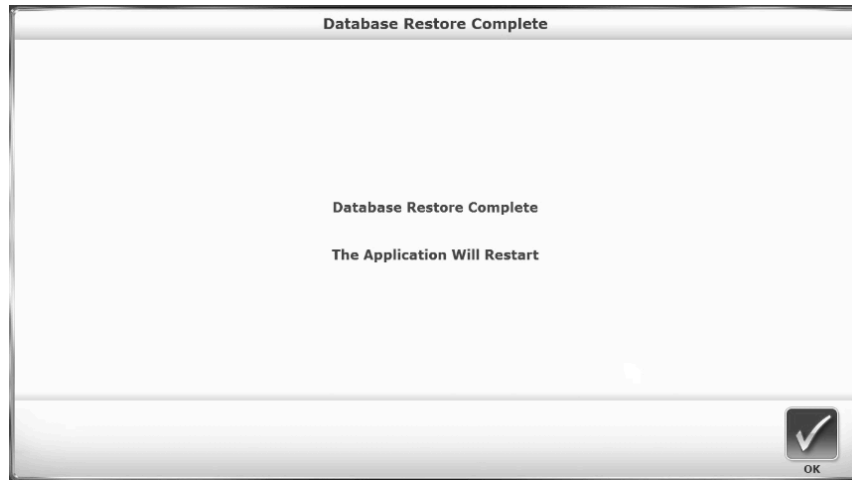 Database Restore Complete
Database Restore Complete
The Application Will Restart
OK